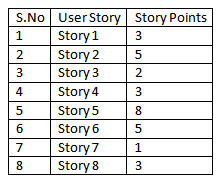 S.No User Story Story Points
1 Story 1 3
2 Story 2 5
3 Story 3 2
4 Story 4 3
5 Story 5 8
6 Story 6 5
7 Story 7 1
8 Story 8 3